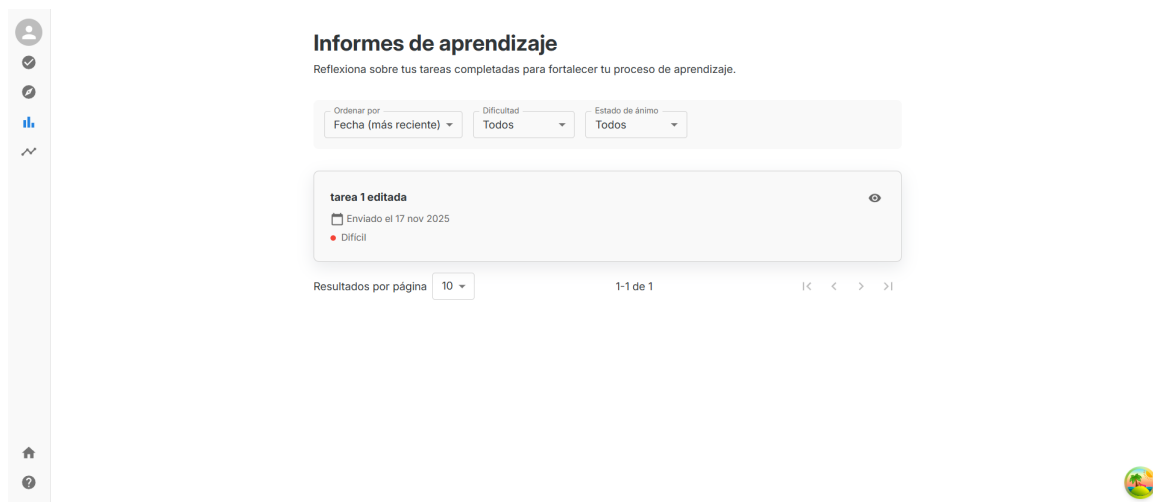 Informes de aprendizaje
Reflexiona sobre tus tareas completadas para fortalecer tu proceso de aprendizaje.
Ordenar por Dificultad Estado de ánimo
Fecha (más reciente) Todos Todos
tarea 1 editada
Enviado el 17 nov 2025
Difícil
Resultados por página 10 1-1 de 1